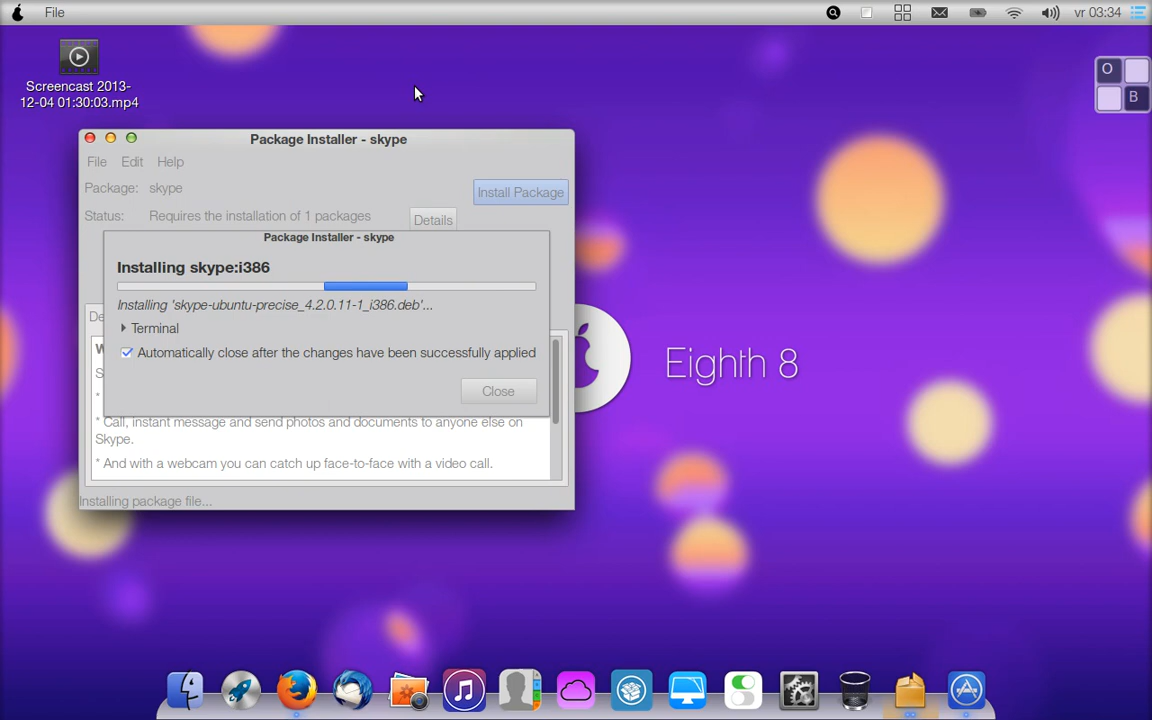 File
vr 03:34
Screencast 2013-
12-04 01:30:03.mp4
O
B
Package Installer - skype
File Edit Help
Package: skype
Install Package
Status: Requires the installation of 1 packages
Details
Package Installer - skype
Installing skype:i386
Installing 'skype-ubuntu-precise_4.2.0.11-1_i386.deb'...
Terminal
Automatically close after the changes have been successfully applied
Close
* Call, instant message and send photos and documents to anyone else on
Skype.
* And with a webcam you can catch up face-to-face with a video call.
Installing package file...
Eighth 8